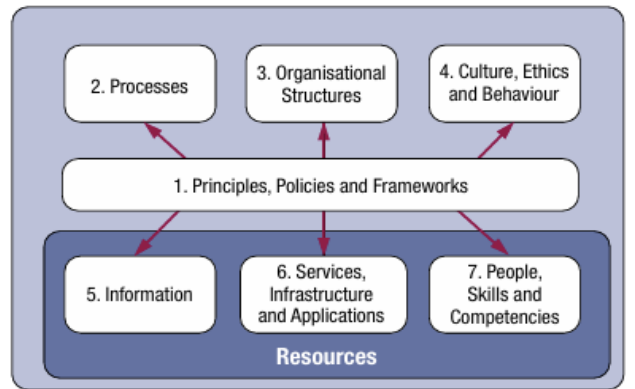 2. Processes
3. Organisational
Structures
4. Culture, Ethics
and Behaviour
1. Principles, Policies and Frameworks
5. Information
6. Services,
Infrastructure
and Applications
7. People,
Skills and
Competencies
Resources